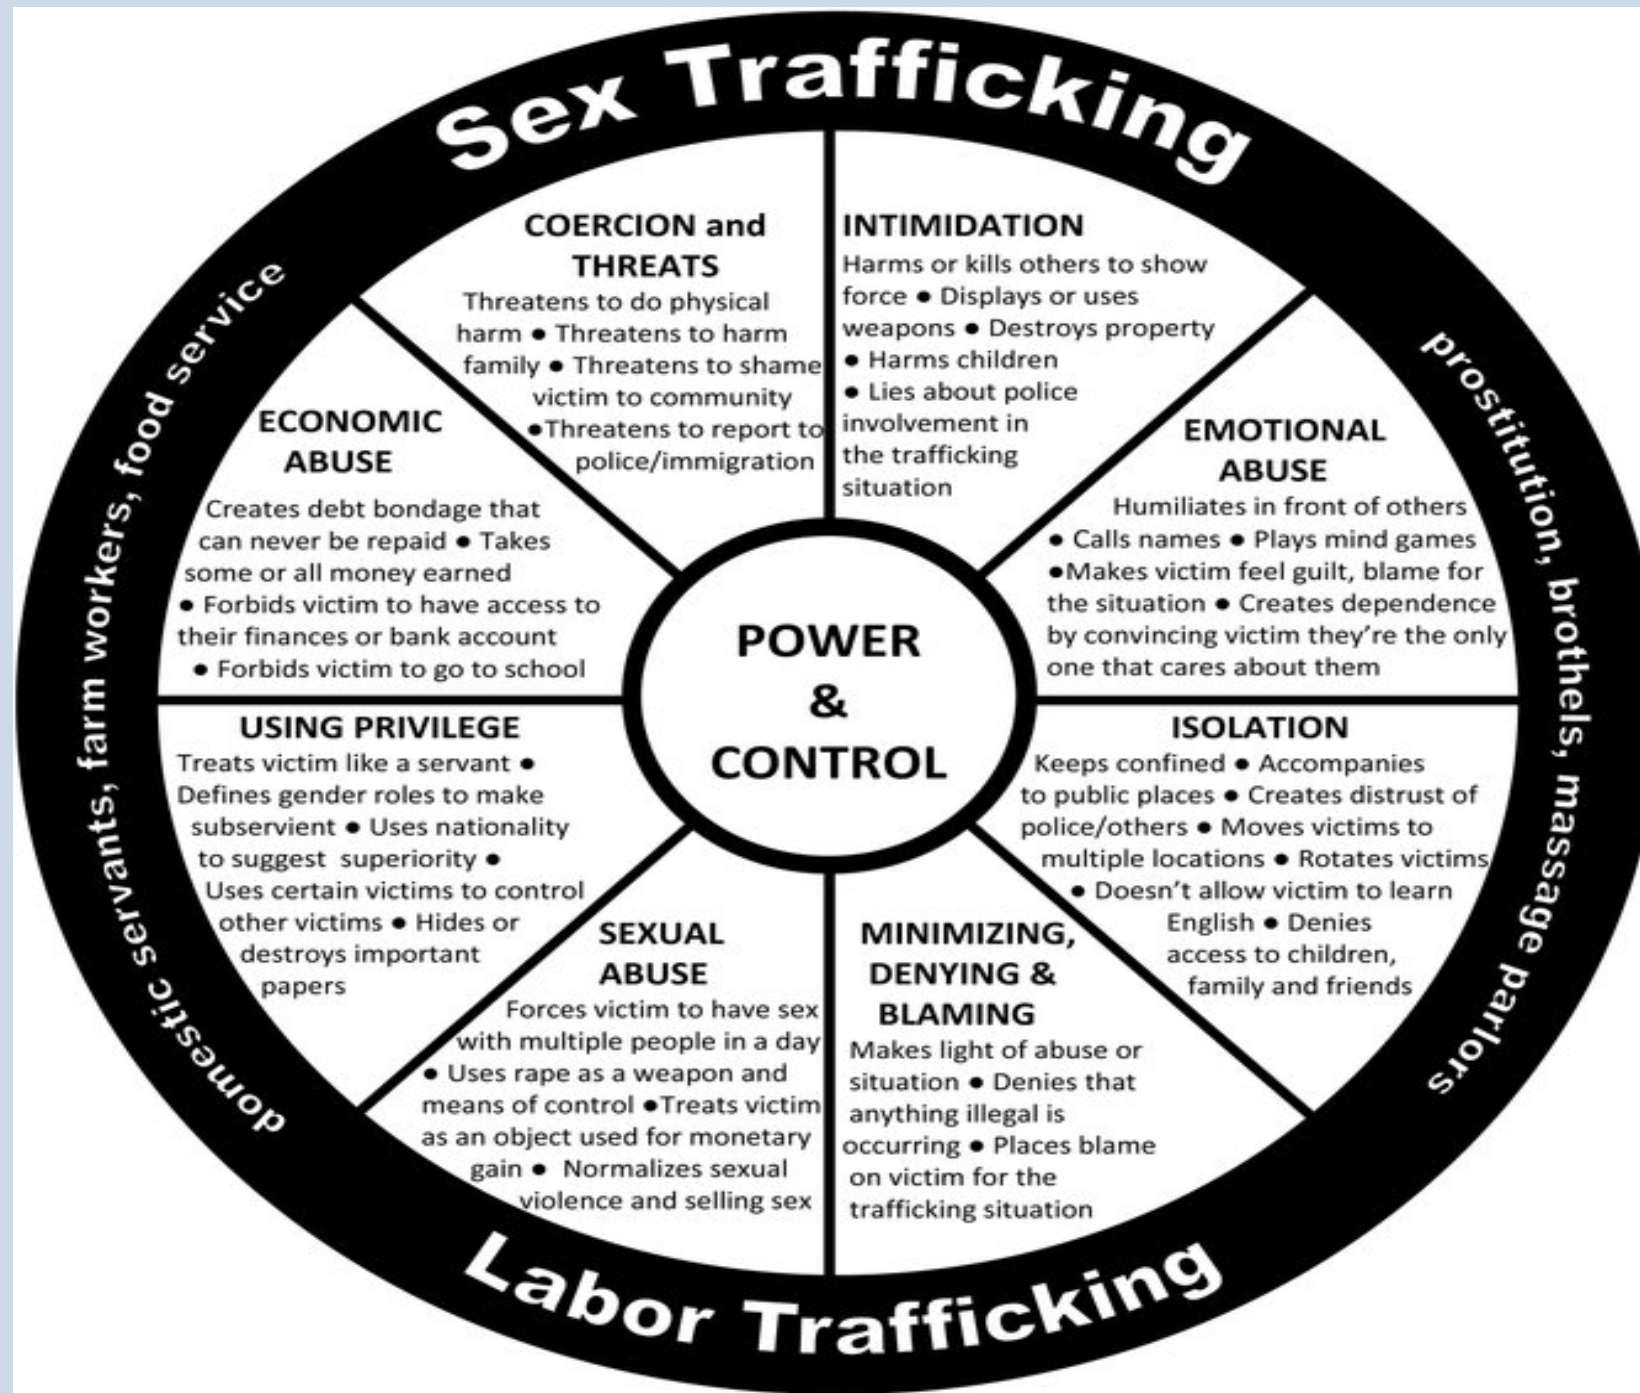 Sex Trafficking
prostitution, brothels, massage parlors
Labor Trafficking
domestic servants, farm workers, food service
POWER
&
CONTROL
COERCION and
THREATS
Threatens to do physical
harm ● Threatens to harm
family ● Threatens to shame
victim to community
●Threatens to report to
police/immigration
INTIMIDATION
Harms or kills others to show
force ● Displays or uses
weapons ● Destroys property
● Harms children
● Lies about police
involvement in
the trafficking
situation
EMOTIONAL
ABUSE
Humiliates in front of others
● Calls names ● Plays mind games
●Makes victim feel guilt, blame for
the situation ● Creates dependence
by convincing victim they're the only
one that cares about them
ISOLATION
Keeps confined ● Accompanies
to public places ● Creates distrust of
police/others ● Moves victims to
multiple locations ● Rotates victims
● Doesn't allow victim to learn
English ● Denies
access to children,
family and friends
MINIMIZING,
DENYING &
BLAMING
Makes light of abuse or
situation ● Denies that
anything illegal is
occurring ● Places blame
on victim for the
trafficking situation
SEXUAL
ABUSE
Forces victim to have sex
with multiple people in a day
● Uses rape as a weapon and
means of control ●Treats victim
as an object used for monetary
gain ● Normalizes sexual
violence and selling sex
USING PRIVILEGE
Treats victim like a servant ●
Defines gender roles to make
subservient ● Uses nationality
to suggest superiority ●
Uses certain victims to control
other victims ● Hides or
destroys important
papers
ECONOMIC
ABUSE
Creates debt bondage that
can never be repaid ● Takes
some or all money earned
● Forbids victim to have access to
their finances or bank account
● Forbids victim to go to school